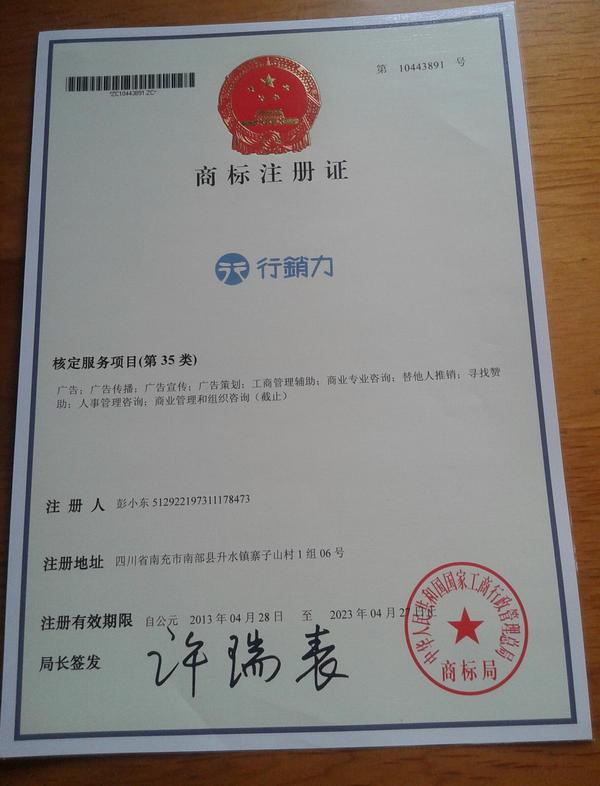 *ZC10443891ZC*
第 10443891 号
商标注册证
行銷力
核定服务项目(第 35 类)
广告；广告传播；广告宣传；广告策划；工商管理辅助；商业专业咨询；替他人推销；寻找赞
助；人事管理咨询；商业管理和组织咨询（截止）
注 册 人 彭小东 512922197311178473
注册地址 四川省南充市南部县升水镇寨子山村 1 组 06 号
注册有效期限 自公元 2013 年 04 月 28 日 至 2023 年 04 月 27 日止
局长签发 许瑞表
中华人民共和国国家工商行政管理总局
商标局